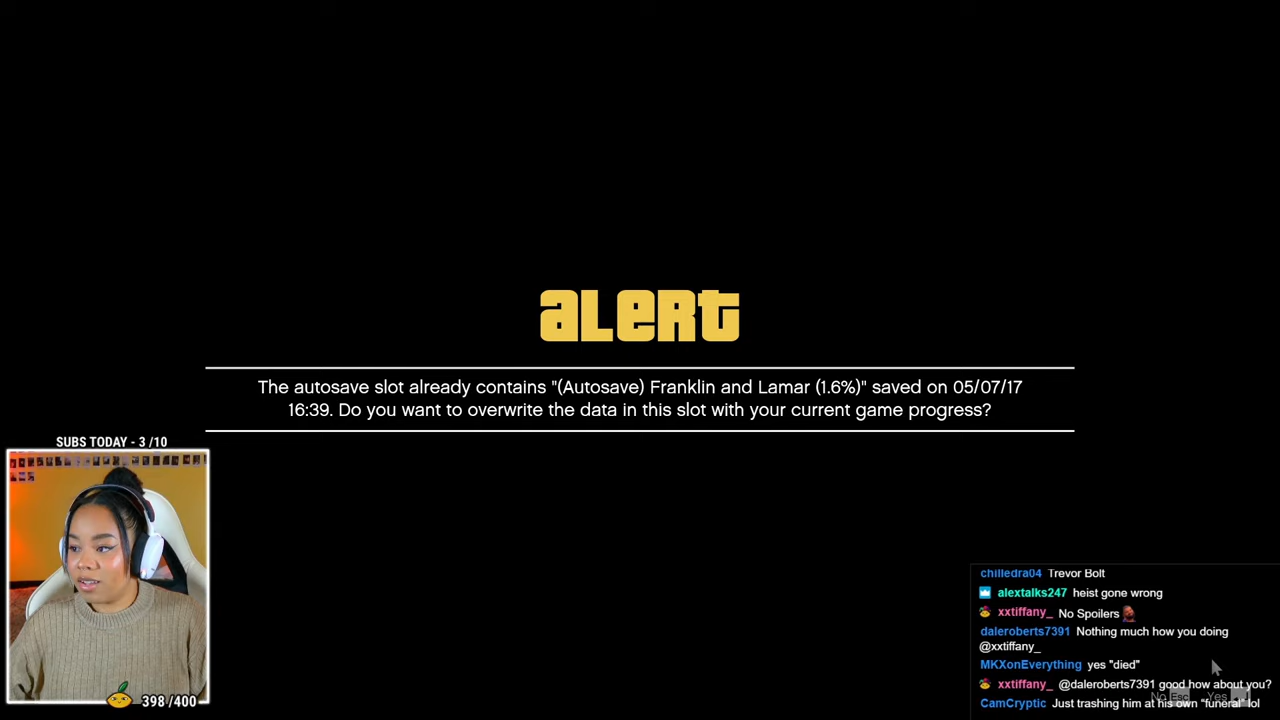 aLeRt
The autosave slot already contains "(Autosave) Franklin and Lamar (1.6%)" saved on 05/07/17
16:39. Do you want to overwrite the data in this slot with your current game progress?
SUBS TODAY - 3 /10
398 /400
chilledra04 Trevor Bolt
alextalks247 heist gone wrong
xxtiffany_ No Spoilers
daleroberts7391 Nothing much how you doing
@xxtiffany_
MKXonEverything yes "died"
xxtiffany_ @daleroberts7391 good how about you?
No Esc Yes
CamCryptic Just trashing him at his own "funeral" lol